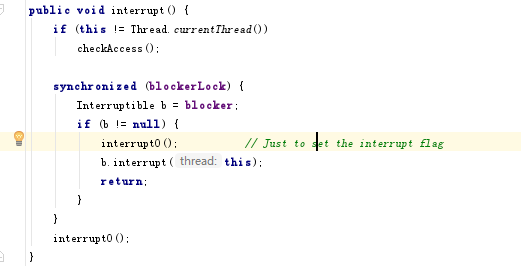 public void interrupt() {
if (this != Thread.currentThread())
checkAccess();
synchronized (blockerLock) {
Interruptible b = blocker;
if (b != null) {
interrupt0(); // Just to set the interrupt flag
b.interrupt( thread: this);
return;
}
}
interrupt0();
}